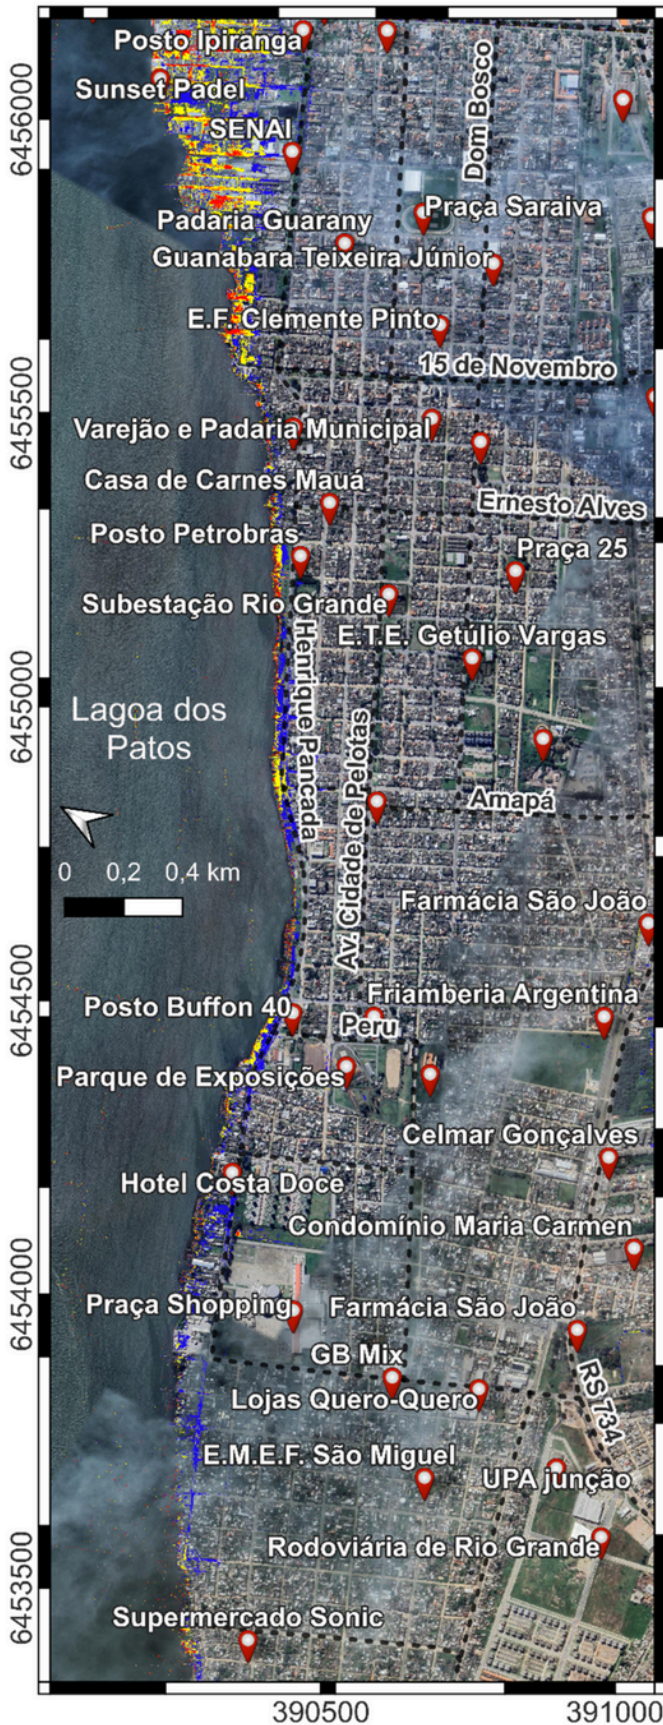 Posto Ipiranga
Sunset Padel
Dom Bosco
6456000
SENAI
Praça Saraiva
Padaria Guarany
Guanabara Teixeira Júnior
E.F. Clemente Pinto
15 de Novembro
6455500
Varejão e Padaria Municipal
Casa de Carnes Mauá
Ernesto Alves
Posto Petrobras
Praça 25
Subestação Rio Grande
E.T.E. Getúlio Vargas
Henrique Pancada
6455000
Lagoa dos
Patos
Av. Cidade de Pelotas
Amapá
0 0,2 0,4 km
Farmácia São João
6454500
Posto Buffon 40
Friamberia Argentina
Peru
Parque de Exposições
Celmar Gonçalves
Hotel Costa Doce
Condomínio Maria Carmen
6454000
Praça Shopping
Farmácia São João
GB Mix
RS 734
Lojas Quero-Quero
E.M.E.F. São Miguel
UPA junção
Rodoviária de Rio Grande
6453500
Supermercado Sonic
390500
391000